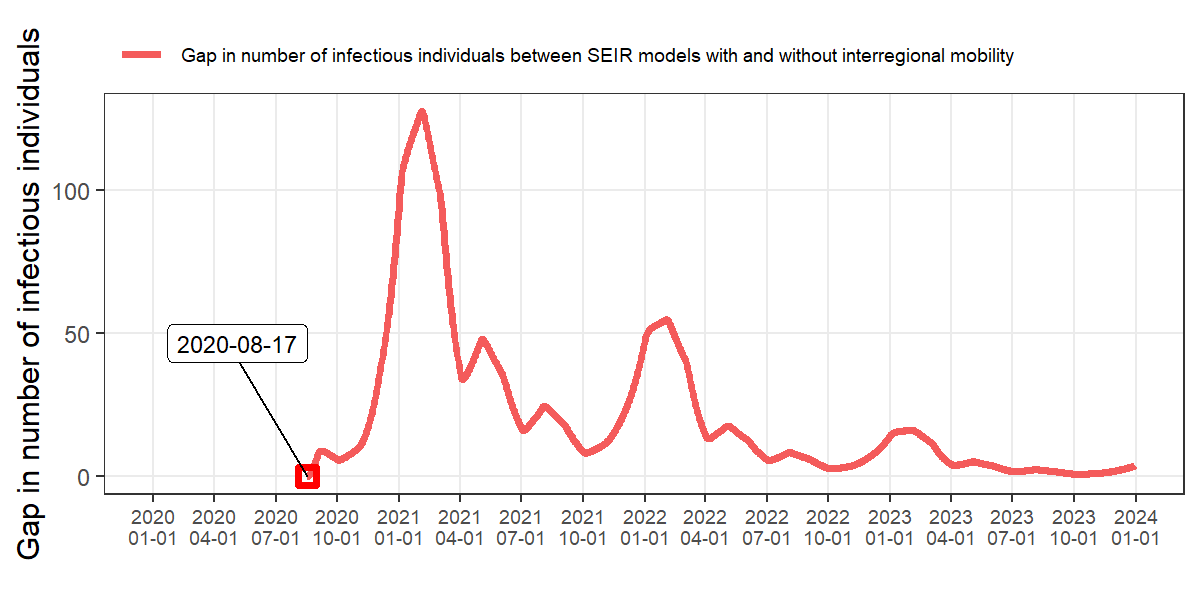 Gap in number of infectious individuals between SEIR models with and without interregional mobility
Gap in number of infectious individuals
100
50
0
2020-08-17
2020 2020 2020 2020 2021 2021 2021 2021 2022 2022 2022 2022 2023 2023 2023 2023 2024
01-01 04-01 07-01 10-01 01-01 04-01 07-01 10-01 01-01 04-01 07-01 10-01 01-01 04-01 07-01 10-01 01-01